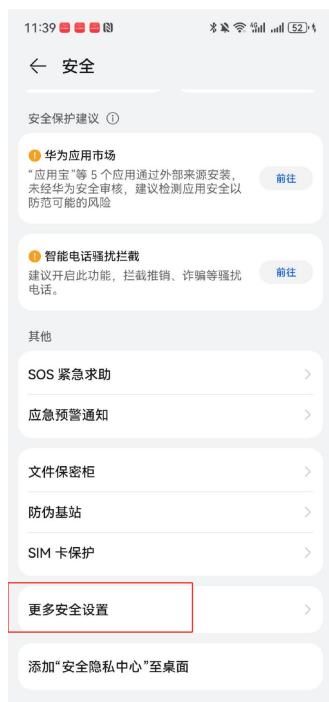 11:39
52
安全
安全保护建议
华为应用市场
“应用宝”等 5 个应用通过外部来源安装，
未经华为安全审核，建议检测应用安全以
防范可能的风险
前往
智能电话骚扰拦截
建议开启此功能，拦截推销、诈骗等骚扰
电话。
前往
其他
SOS 紧急求助
应急预警通知
文件保密柜
防伪基站
SIM 卡保护
更多安全设置
添加“安全隐私中心”至桌面